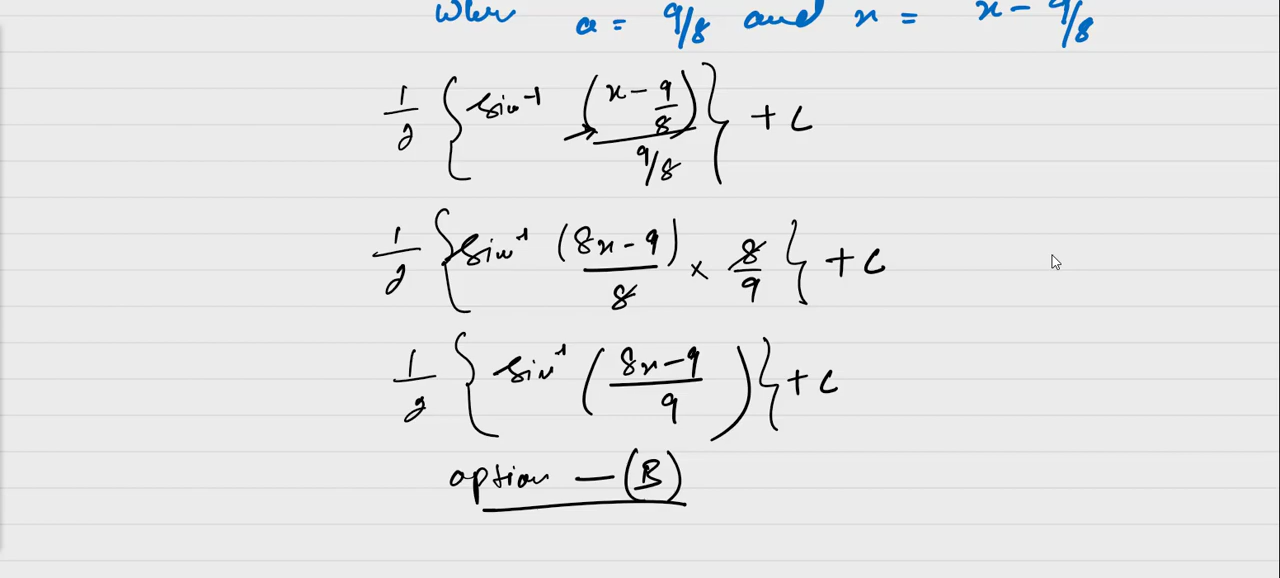 When a = 9/8 and x = x - 9/8
1/2 { sin⁻¹ (x - 9/8) / 9/8 } + C
1/2 { sin⁻¹ (8x - 9)/8 × 8/9 } + C
1/2 { sin⁻¹ ( 8x - 9 / 9 ) } + C
option — (B)